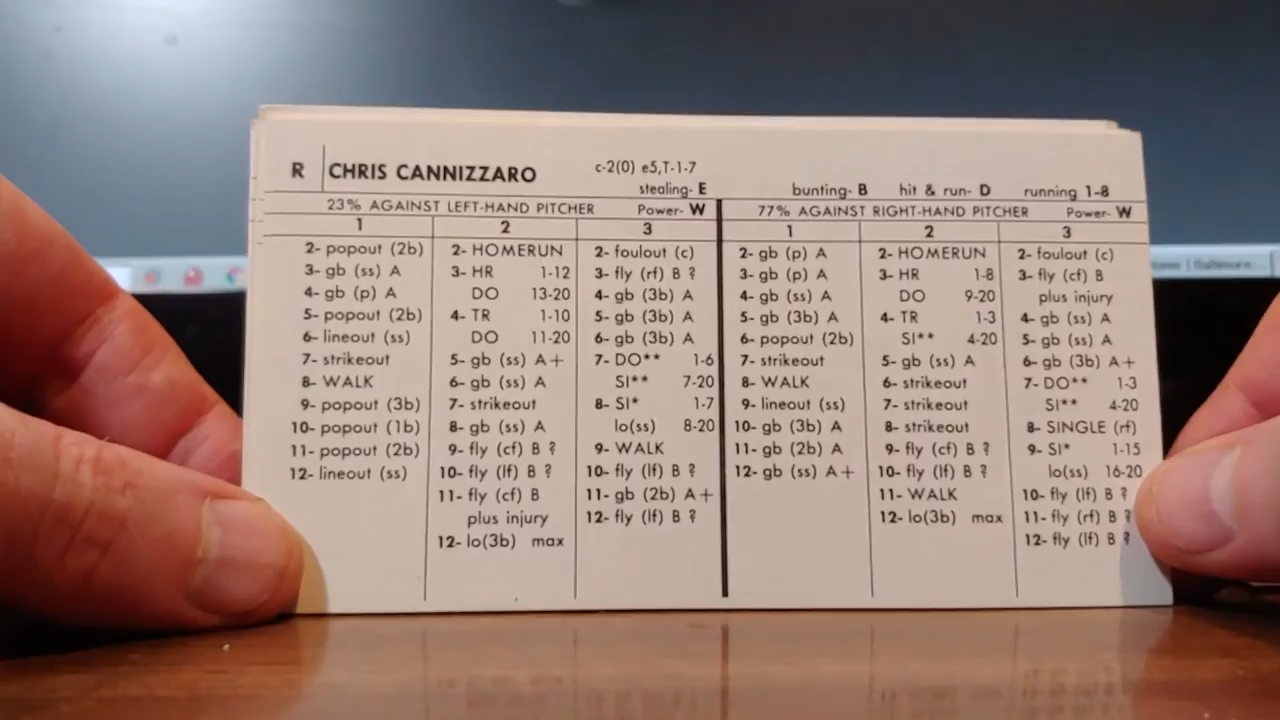 R CHRIS CANNIZZARO c-2(0) e5,T-1-7
stealing- E bunting- B hit & run- D running 1-8
23% AGAINST LEFT-HAND PITCHER Power- W
1 2 3
2- popout (2b)
3- gb (ss) A
4- gb (p) A
5- popout (2b)
6- lineout (ss)
7- strikeout
8- WALK
9- popout (3b)
10- popout (1b)
11- popout (2b)
12- lineout (ss)
2- HOMERUN
3- HR 1-12
DO 13-20
4- TR 1-10
DO 11-20
5- gb (ss) A+
6- gb (ss) A
7- strikeout
8- gb (ss) A
9- fly (cf) B ?
10- fly (lf) B ?
11- fly (cf) B
plus injury
12- lo(3b) max
2- foulout (c)
3- fly (rf) B ?
4- gb (3b) A
5- gb (3b) A
6- gb (3b) A
7- DO** 1-6
SI** 7-20
8- SI* 1-7
lo(ss) 8-20
9- WALK
10- fly (lf) B ?
11- gb (2b) A+
12- fly (lf) B ?
77% AGAINST RIGHT-HAND PITCHER Power- W
1 2 3
2- gb (p) A
3- gb (p) A
4- gb (ss) A
5- gb (3b) A
6- popout (2b)
7- strikeout
8- WALK
9- lineout (ss)
10- gb (3b) A
11- gb (2b) A
12- gb (ss) A+
2- HOMERUN
3- HR 1-8
DO 9-20
4- TR 1-3
SI** 4-20
5- gb (ss) A
6- strikeout
7- strikeout
8- strikeout
9- fly (cf) B ?
10- fly (lf) B ?
11- WALK
12- lo(3b) max
2- foulout (c)
3- fly (cf) B
plus injury
4- gb (ss) A
5- gb (ss) A
6- gb (3b) A+
7- DO** 1-3
SI** 4-20
8- SINGLE (rf)
9- SI* 1-15
lo(ss) 16-20
10- fly (lf) B ?
11- fly (rf) B ?
12- fly (lf) B ?